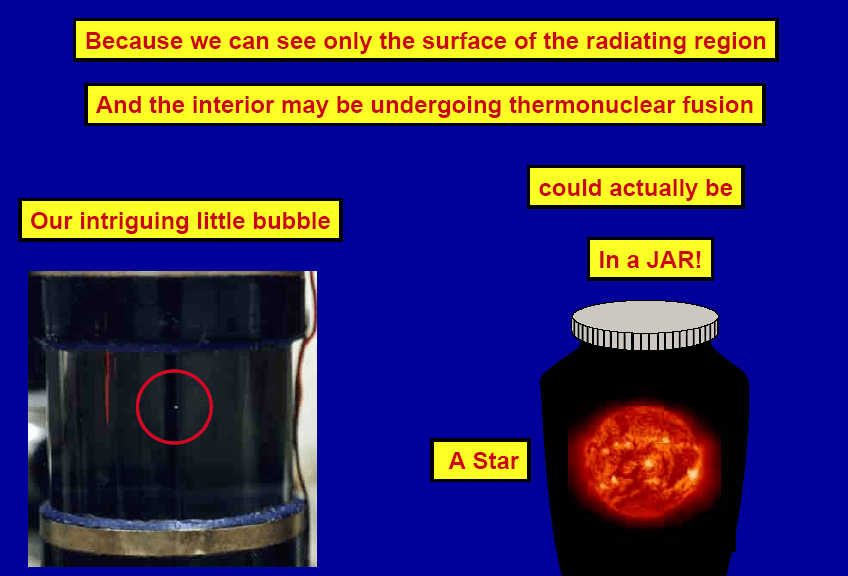 Because we can see only the surface of the radiating region
And the interior may be undergoing thermonuclear fusion
Our intriguing little bubble
could actually be
A Star
In a JAR!